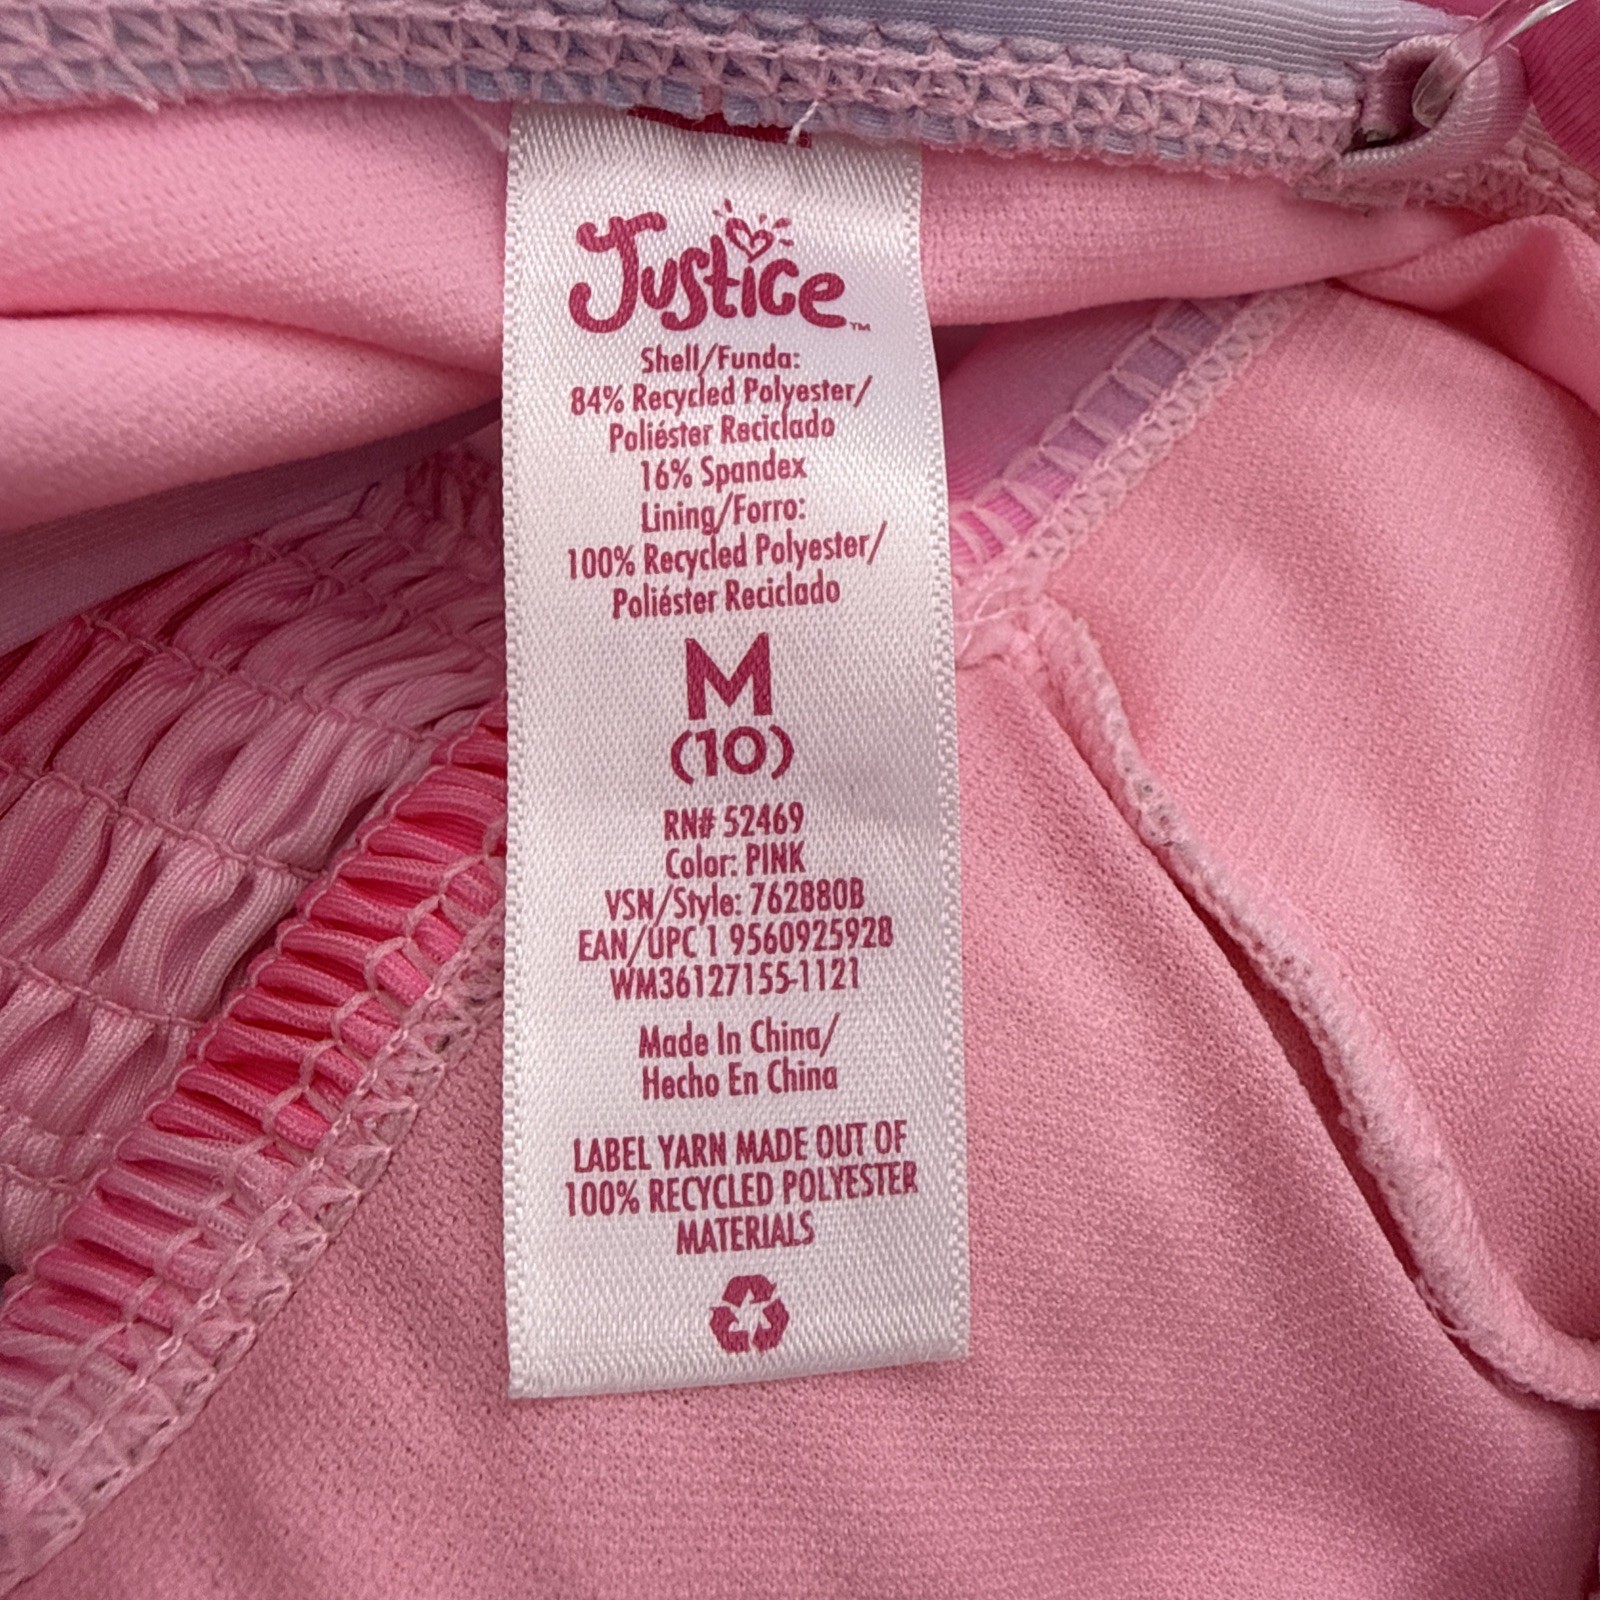 Justice™
Shell/Funda:
84% Recycled Polyester/
Poliéster Reciclado
16% Spandex
Lining/Forro:
100% Recycled Polyester/
Poliéster Reciclado
M
(10)
RN# 52469
Color: PINK
VSN/Style: 762880B
EAN/UPC 1 9560925928
WM36127155-1121
Made In China/
Hecho En China
LABEL YARN MADE OUT OF
100% RECYCLED POLYESTER
MATERIALS